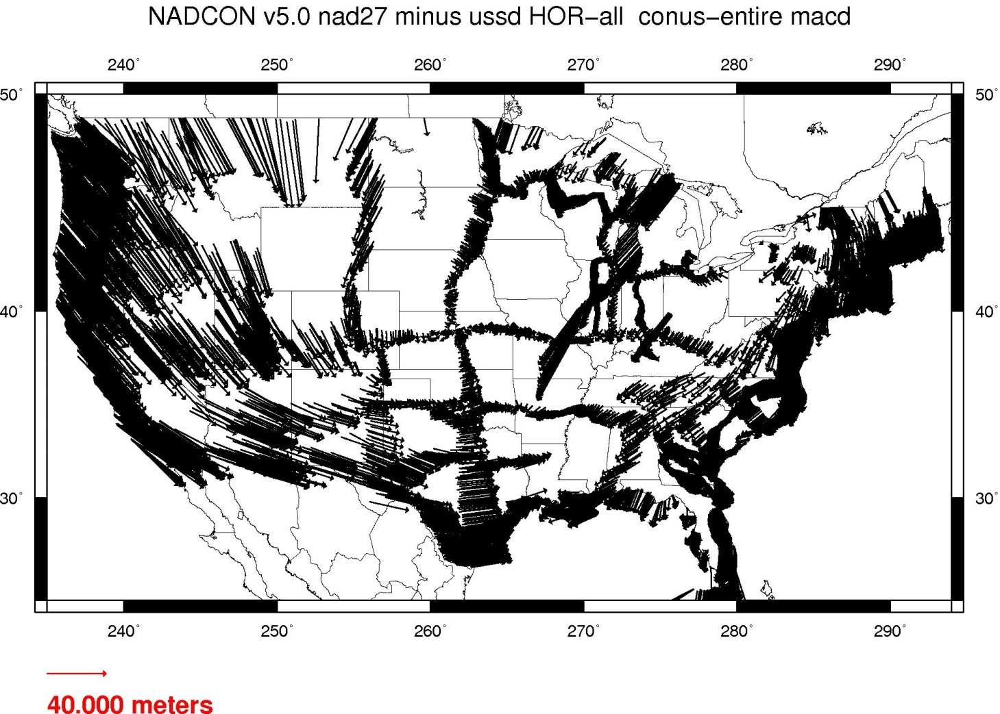 NADCON v5.0 nad27 minus ussd HOR−all conus−entire macd
240° 250° 260° 270° 280° 290°
50° 50°
40° 40°
30° 30°
240° 250° 260° 270° 280° 290°
40.000 meters